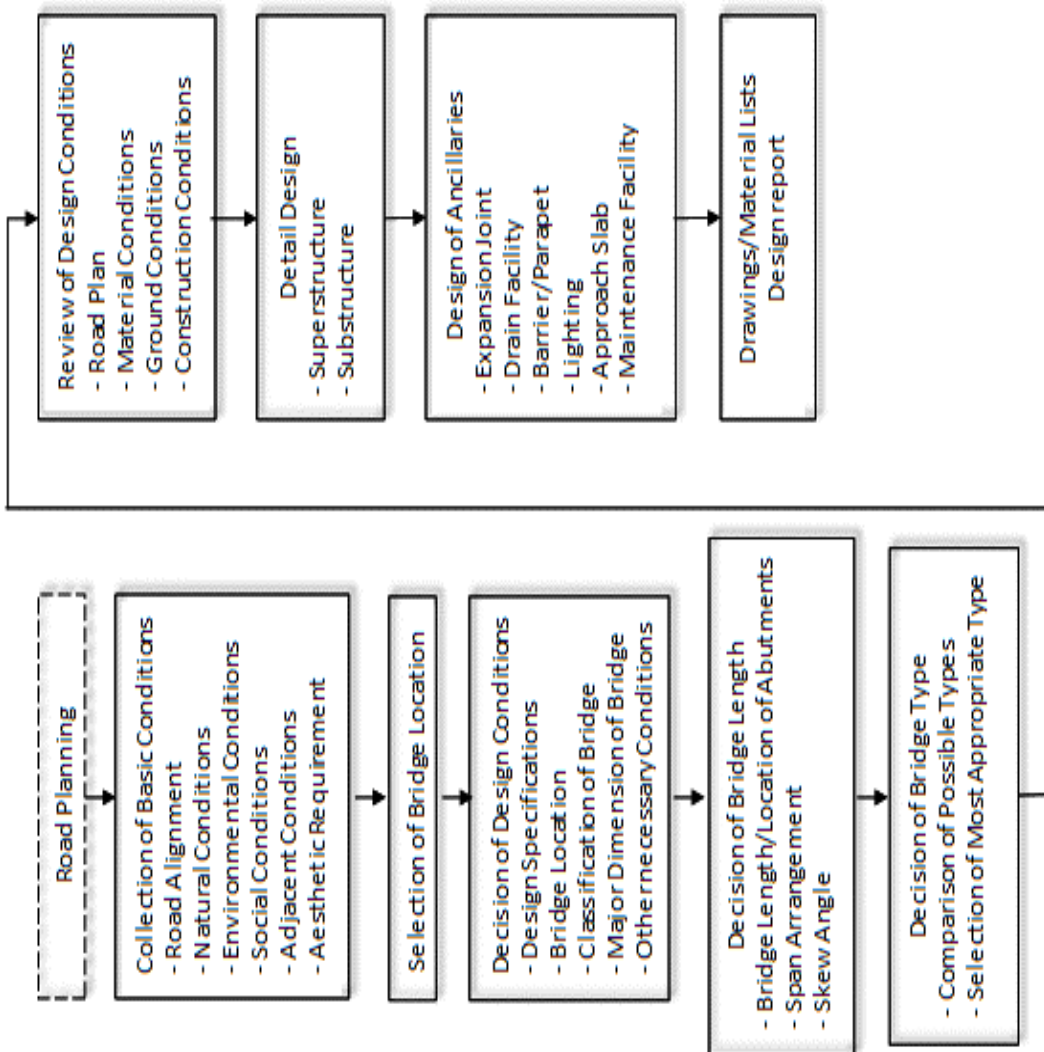 Road Planning
Collection of Basic Conditions
- Road Alignment
- Natural Conditions
- Environmental Conditions
- Social Conditions
- Adjacent Conditions
- Aesthetic Requirement
Selection of Bridge Location
Decision of Design Conditions
- Design Specifications
- Bridge Location
- Classification of Bridge
- Major Dimension of Bridge
- Other necessary Conditions
Decision of Bridge Length
- Bridge Length/Location of Abutments
- Span Arrangement
- Skew Angle
Decision of Bridge Type
- Comparison of Possible Types
- Selection of Most Appropriate Type
Review of Design Conditions
- Road Plan
- Material Conditions
- Ground Conditions
- Construction Conditions
Detail Design
- Superstructure
- Substructure
Design of Ancillaries
- Expansion Joint
- Drain Facility
- Barrier/Parapet
- Lighting
- Approach Slab
- Maintenance Facility
Drawings/Material Lists
Design report